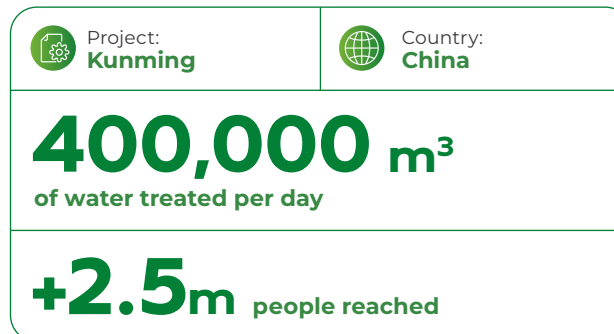 Project:
Kunming
Country:
China
400,000 m³
of water treated per day
+2.5m people reached